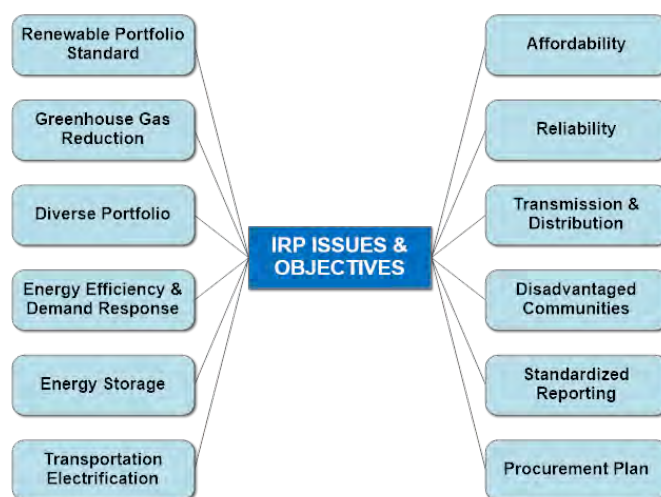 Renewable Portfolio
Standard
Greenhouse Gas
Reduction
Diverse Portfolio
Energy Efficiency &
Demand Response
Energy Storage
Transportation
Electrification
IRP ISSUES &
OBJECTIVES
Affordability
Reliability
Transmission &
Distribution
Disadvantaged
Communities
Standardized
Reporting
Procurement Plan